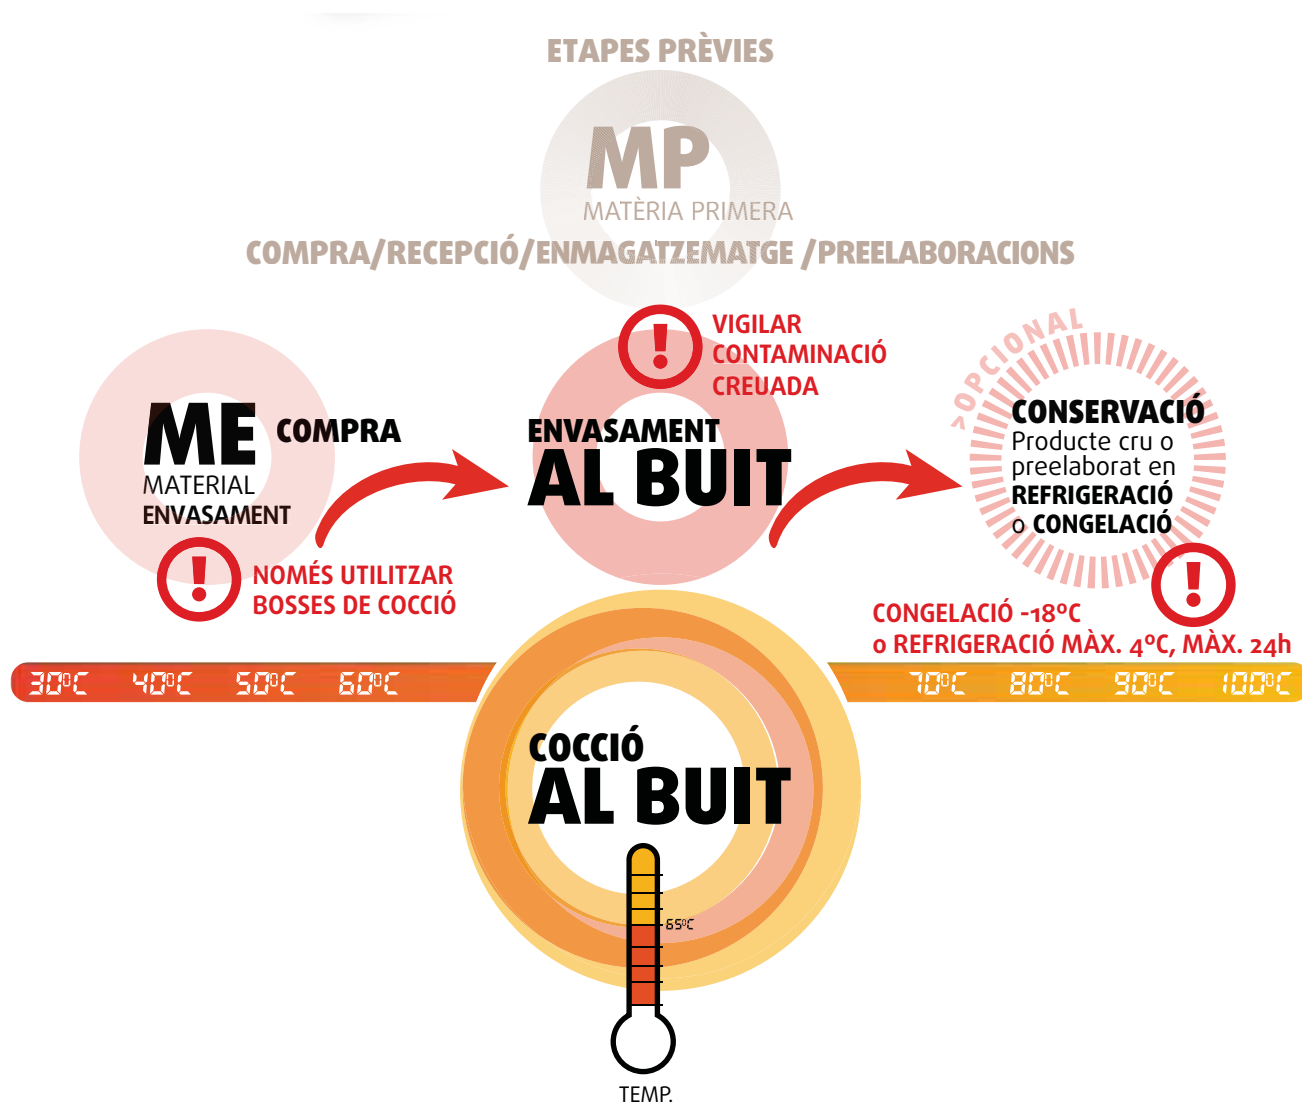 ETAPES PRÈVIES
MP
MATÈRIA PRIMERA
COMPRA/RECEPCIÓ/ENMAGATZEMATGE /PREELABORACIONS
VIGILAR
CONTAMINACIÓ
CREUADA
ME COMPRA
MATERIAL
ENVASAMENT
NOMÉS UTILITZAR
BOSSES DE COCCIÓ
ENVASAMENT
AL BUIT
>OPCIONAL
CONSERVACIÓ
Producte cru o
preelaborat en
REFRIGERACIÓ
o CONGELACIÓ
CONGELACIÓ -18ºC
o REFRIGERACIÓ MÀX. 4ºC, MÀX. 24h
30ºC 40ºC 50ºC 60ºC 70ºC 80ºC 90ºC 100ºC
COCCIÓ
AL BUIT
65ºC
TEMP.